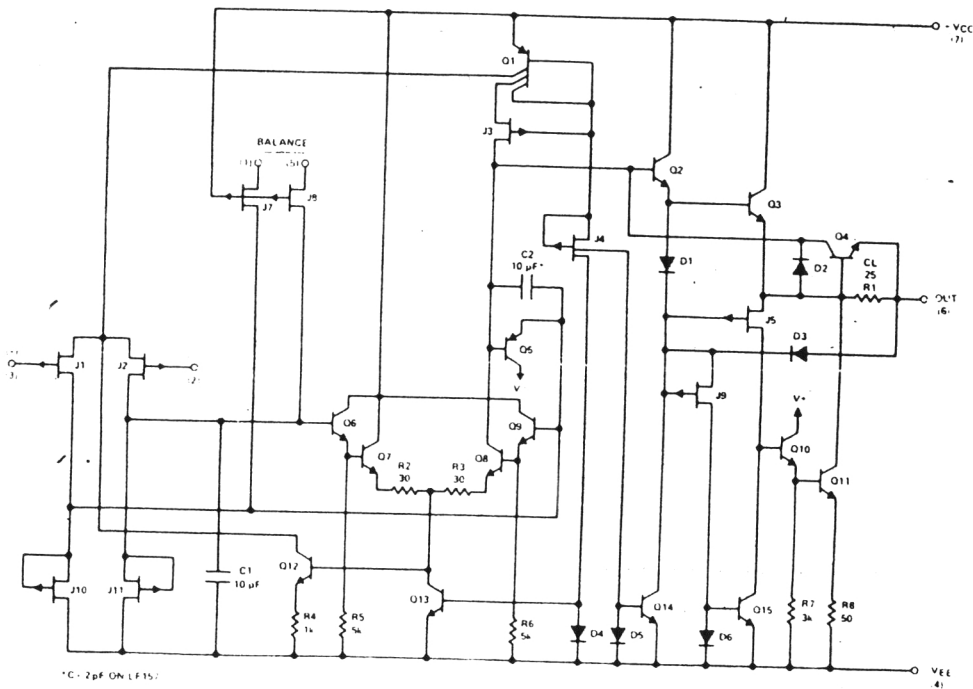 +VCC
(7)
Q1
J3
BALANCE
(1)
(5)
J7
J8
Q2
Q3
Q4
J4
C2
10 pF*
D1
D2
CL
25
R1
OUT
(6)
J5
D3
J1
J2
(3)
(2)
Q5
V
J9
V+
Q6
Q9
Q7
Q8
R2
30
R3
30
Q10
Q11
C1
10 pF
Q12
J10
J11
Q13
Q14
Q15
R4
1k
R5
5k
R6
5k
D4
D5
D6
R7
3k
R8
50
VEE
(4)
*C = 2pF ON LF157